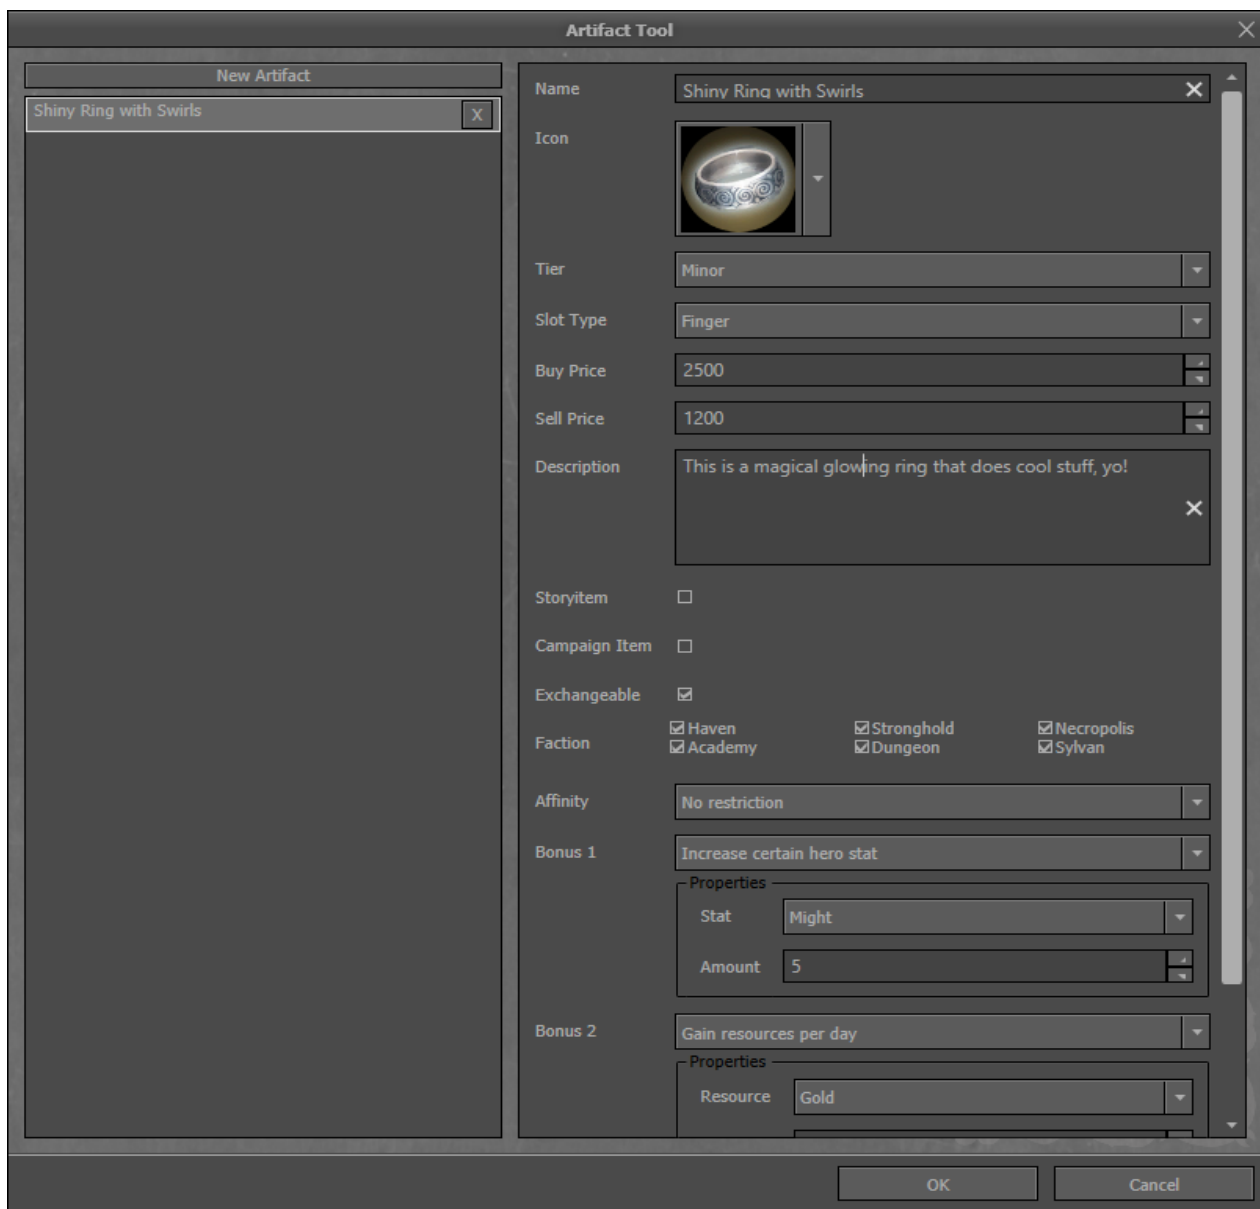 Artifact Tool
New Artifact
Shiny Ring with Swirls
X
Name
Shiny Ring with Swirls
Icon
Tier
Minor
Slot Type
Finger
Buy Price
2500
Sell Price
1200
Description
This is a magical glowing ring that does cool stuff, yo!
Storyitem
Campaign Item
Exchangeable
Faction
Haven Stronghold Necropolis
Academy Dungeon Sylvan
Affinity
No restriction
Bonus 1
Increase certain hero stat
Properties
Stat
Might
Amount
5
Bonus 2
Gain resources per day
Properties
Resource
Gold
OK
Cancel